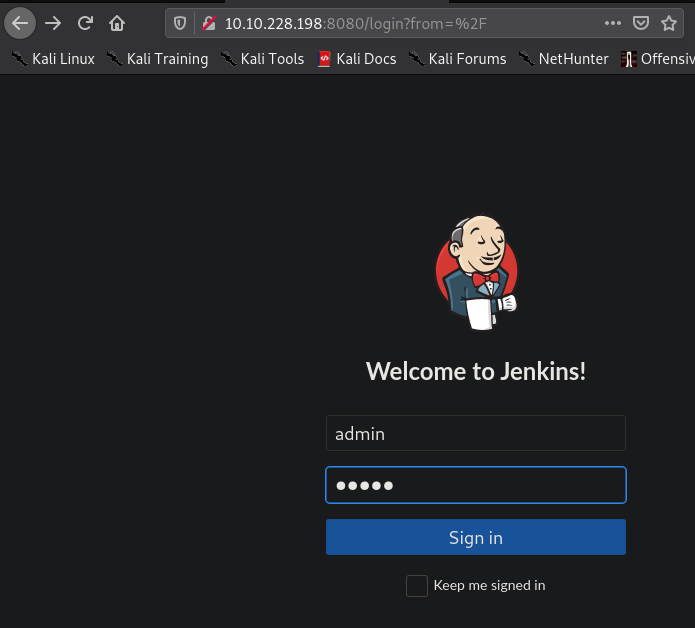 10.10.228.198:8080/login?from=%2F
Kali Linux Kali Training Kali Tools Kali Docs Kali Forums NetHunter Offensiv
Welcome to Jenkins!
admin
●●●●●
Sign in
Keep me signed in